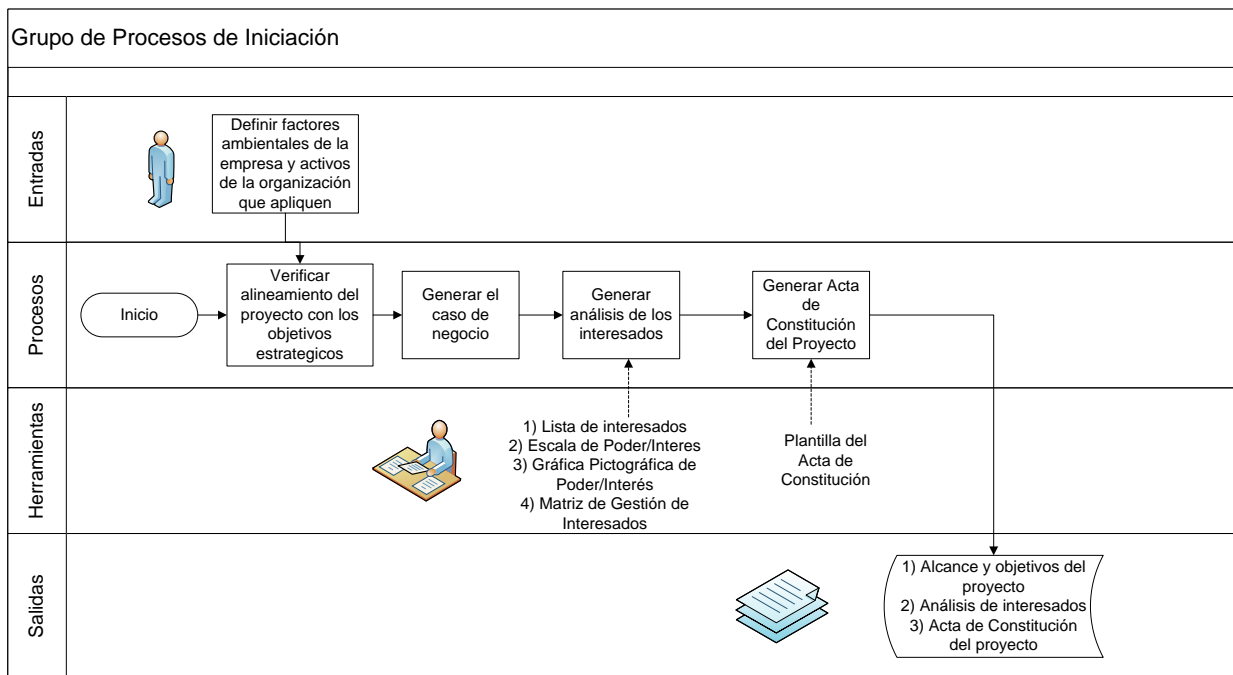 Grupo de Procesos de Iniciación
Entradas
Definir factores
ambientales de la
empresa y activos
de la organización
que apliquen
Procesos
Inicio
Verificar
alineamiento del
proyecto con los
objetivos
estrategicos
Generar el
caso de
negocio
Generar
análisis de los
interesados
Generar Acta
de
Constitución
del Proyecto
Herramientas
1) Lista de interesados
2) Escala de Poder/Interes
3) Gráfica Pictográfica de
Poder/Interés
4) Matriz de Gestión de
Interesados
Plantilla del
Acta de
Constitución
Salidas
1) Alcance y objetivos del
proyecto
2) Análisis de interesados
3) Acta de Constitución
del proyecto